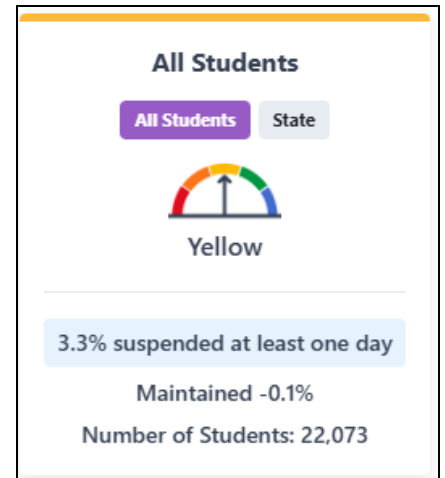 All Students
All Students State
Yellow
3.3% suspended at least one day
Maintained -0.1%
Number of Students: 22,073